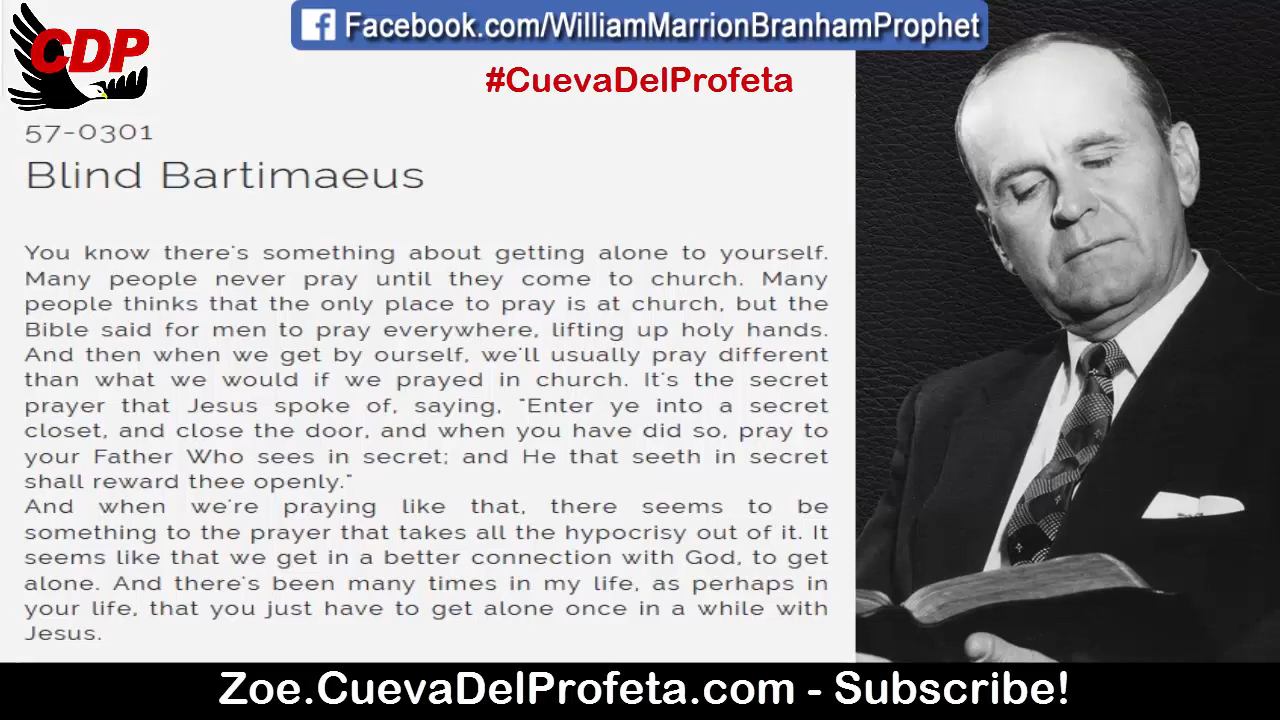 CDP
Facebook.com/WilliamMarrionBranhamProphet
#CuevaDelProfeta
57-0301
Blind Bartimaeus
You know there's something about getting alone to yourself.
Many people never pray until they come to church. Many
people thinks that the only place to pray is at church, but the
Bible said for men to pray everywhere, lifting up holy hands.
And then when we get by ourself, we'll usually pray different
than what we would if we prayed in church. It's the secret
prayer that Jesus spoke of, saying, "Enter ye into a secret
closet, and close the door, and when you have did so, pray to
your Father Who sees in secret; and He that seeth in secret
shall reward thee openly."
And when we're praying like that, there seems to be
something to the prayer that takes all the hypocrisy out of it. It
seems like that we get in a better connection with God, to get
alone. And there's been many times in my life, as perhaps in
your life, that you just have to get alone once in a while with
Jesus.
Zoe.CuevaDelProfeta.com - Subscribe!